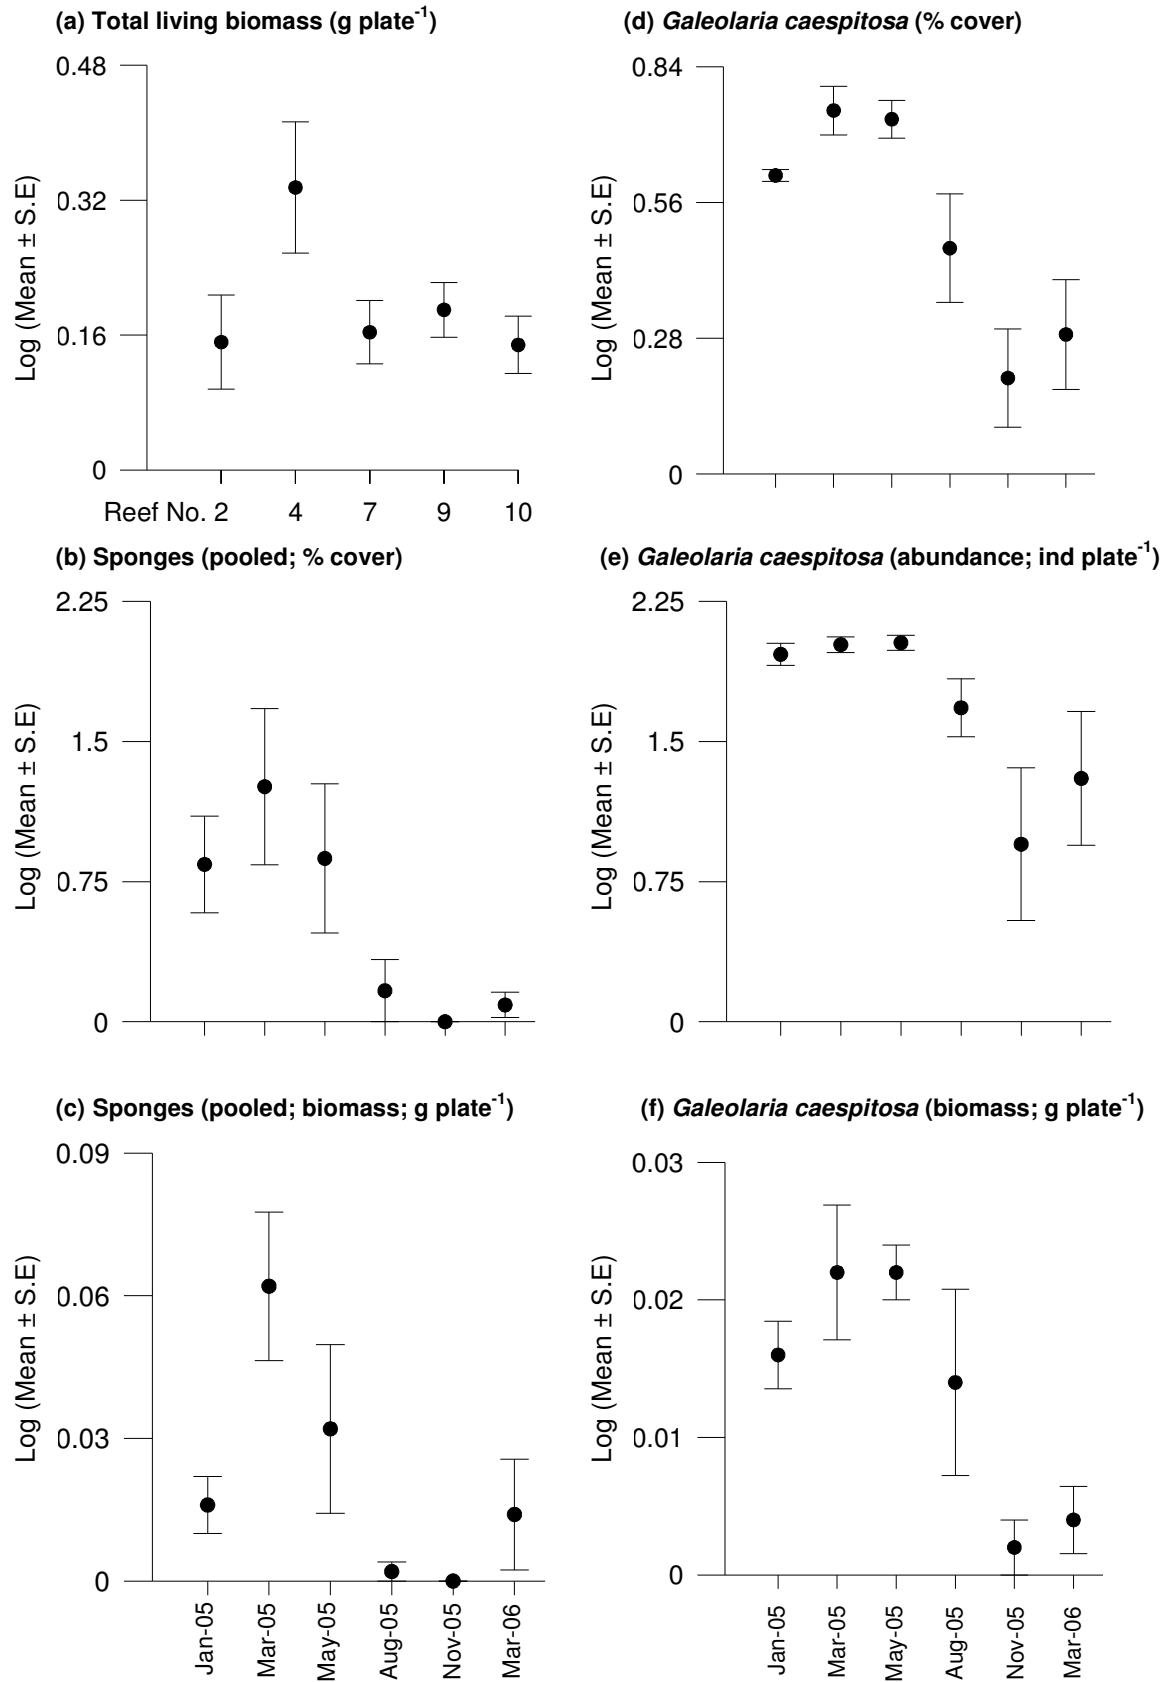 (a) Total living biomass (g plate-1)
0.48
0.32
0.16
0
Log (Mean ± S.E)
Reef No. 2 4 7 9 10
(b) Sponges (pooled; % cover)
2.25
1.5
0.75
0
Log (Mean ± S.E)
(c) Sponges (pooled; biomass; g plate-1)
0.09
0.06
0.03
0
Log (Mean ± S.E)
Jan-05
Mar-05
May-05
Aug-05
Nov-05
Mar-06
(d) Galeolaria caespitosa (% cover)
0.84
0.56
0.28
0
Log (Mean ± S.E)
(e) Galeolaria caespitosa (abundance; ind plate-1)
2.25
1.5
0.75
0
Log (Mean ± S.E)
(f) Galeolaria caespitosa (biomass; g plate-1)
0.03
0.02
0.01
0
Log (Mean ± S.E)
Jan-05
Mar-05
May-05
Aug-05
Nov-05
Mar-06